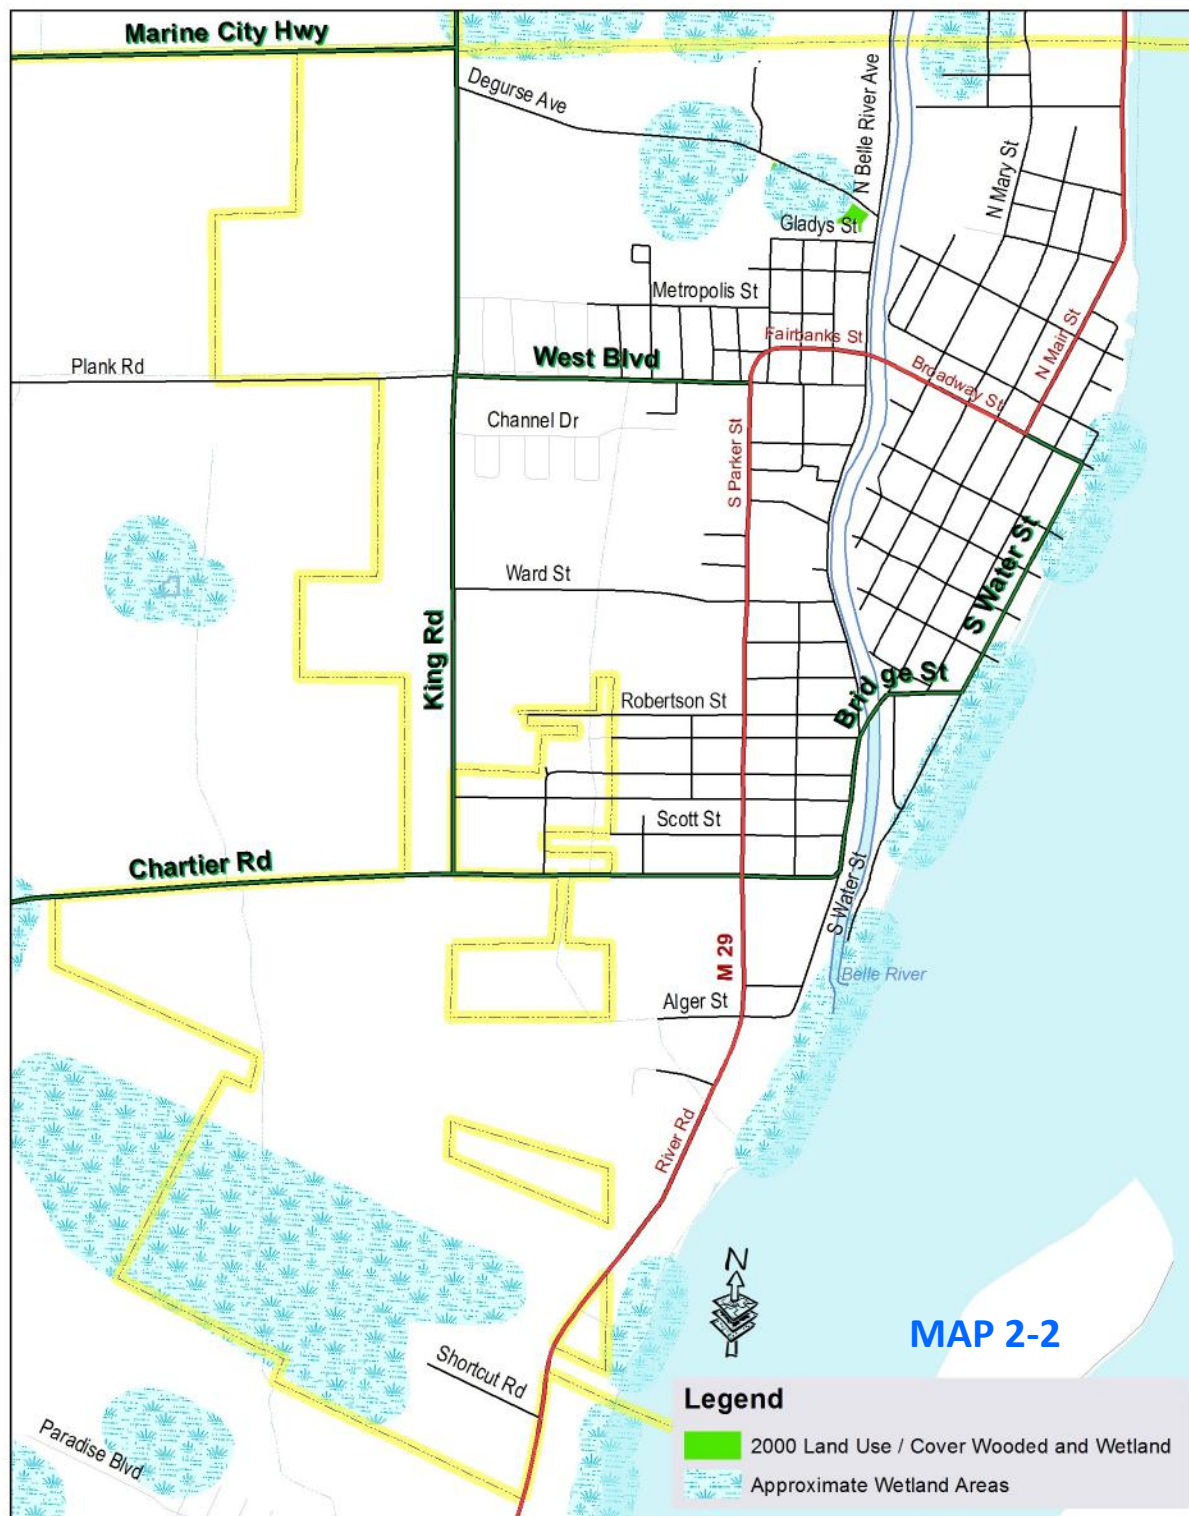 Marine City Hwy
Degurse Ave
N Belle River Ave
N Mary St
Gladys St
Metropolis St
Fairbanks St
N Main St
West Blvd
Plank Rd
Broadway St
Channel Dr
S Parker St
S Water St
Ward St
King Rd
Bridge St
Robertson St
Scott St
Chartier Rd
S Water St
M 29
Belle River
Alger St
River Rd
N
MAP 2-2
Shortcut Rd
Paradise Blvd
Legend
2000 Land Use / Cover Wooded and Wetland
Approximate Wetland Areas